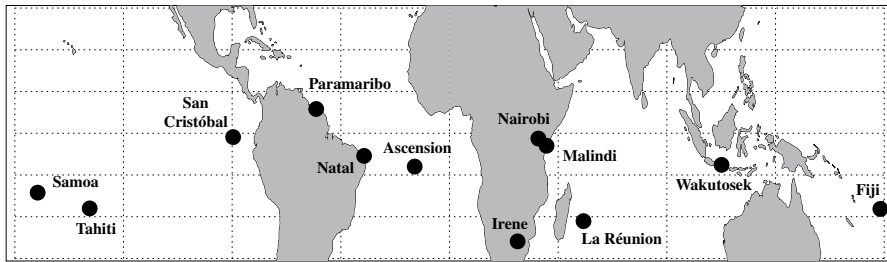 Paramaribo
San
Cristóbal
Nairobi
Natal
Ascension
Malindi
Samoa
Wakutosek
Fiji
Tahiti
Irene
La Réunion